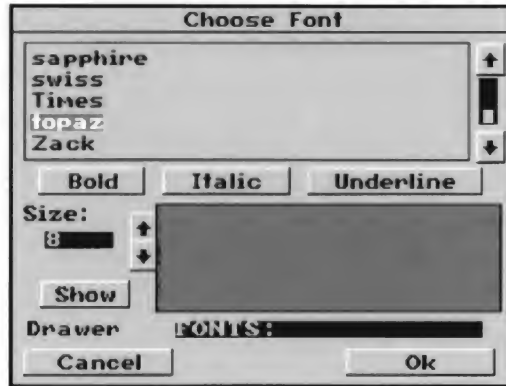 Choose Font
sapphire
swiss
Times
topaz
Zack
Bold Italic Underline
Size:
8
Show
Drawer FONTS:
Cancel Ok